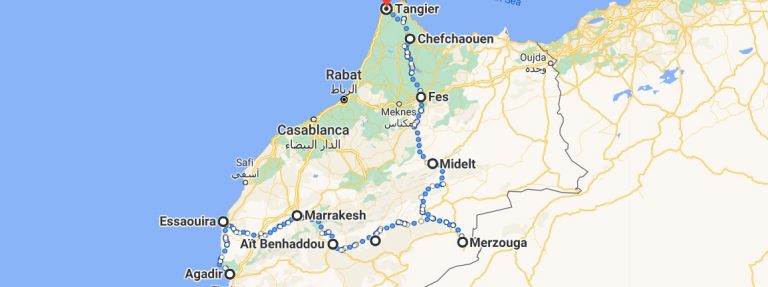 Sea
Tangier
Chefchaouen
Oujda
وجدة
Rabat
الرباط
Fes
Meknes
مكناس
Casablanca
الدار البيضاء
Midelt
Safi
آسفي
Essaouira
Marrakesh
Aït Benhaddou
Merzouga
Agadir